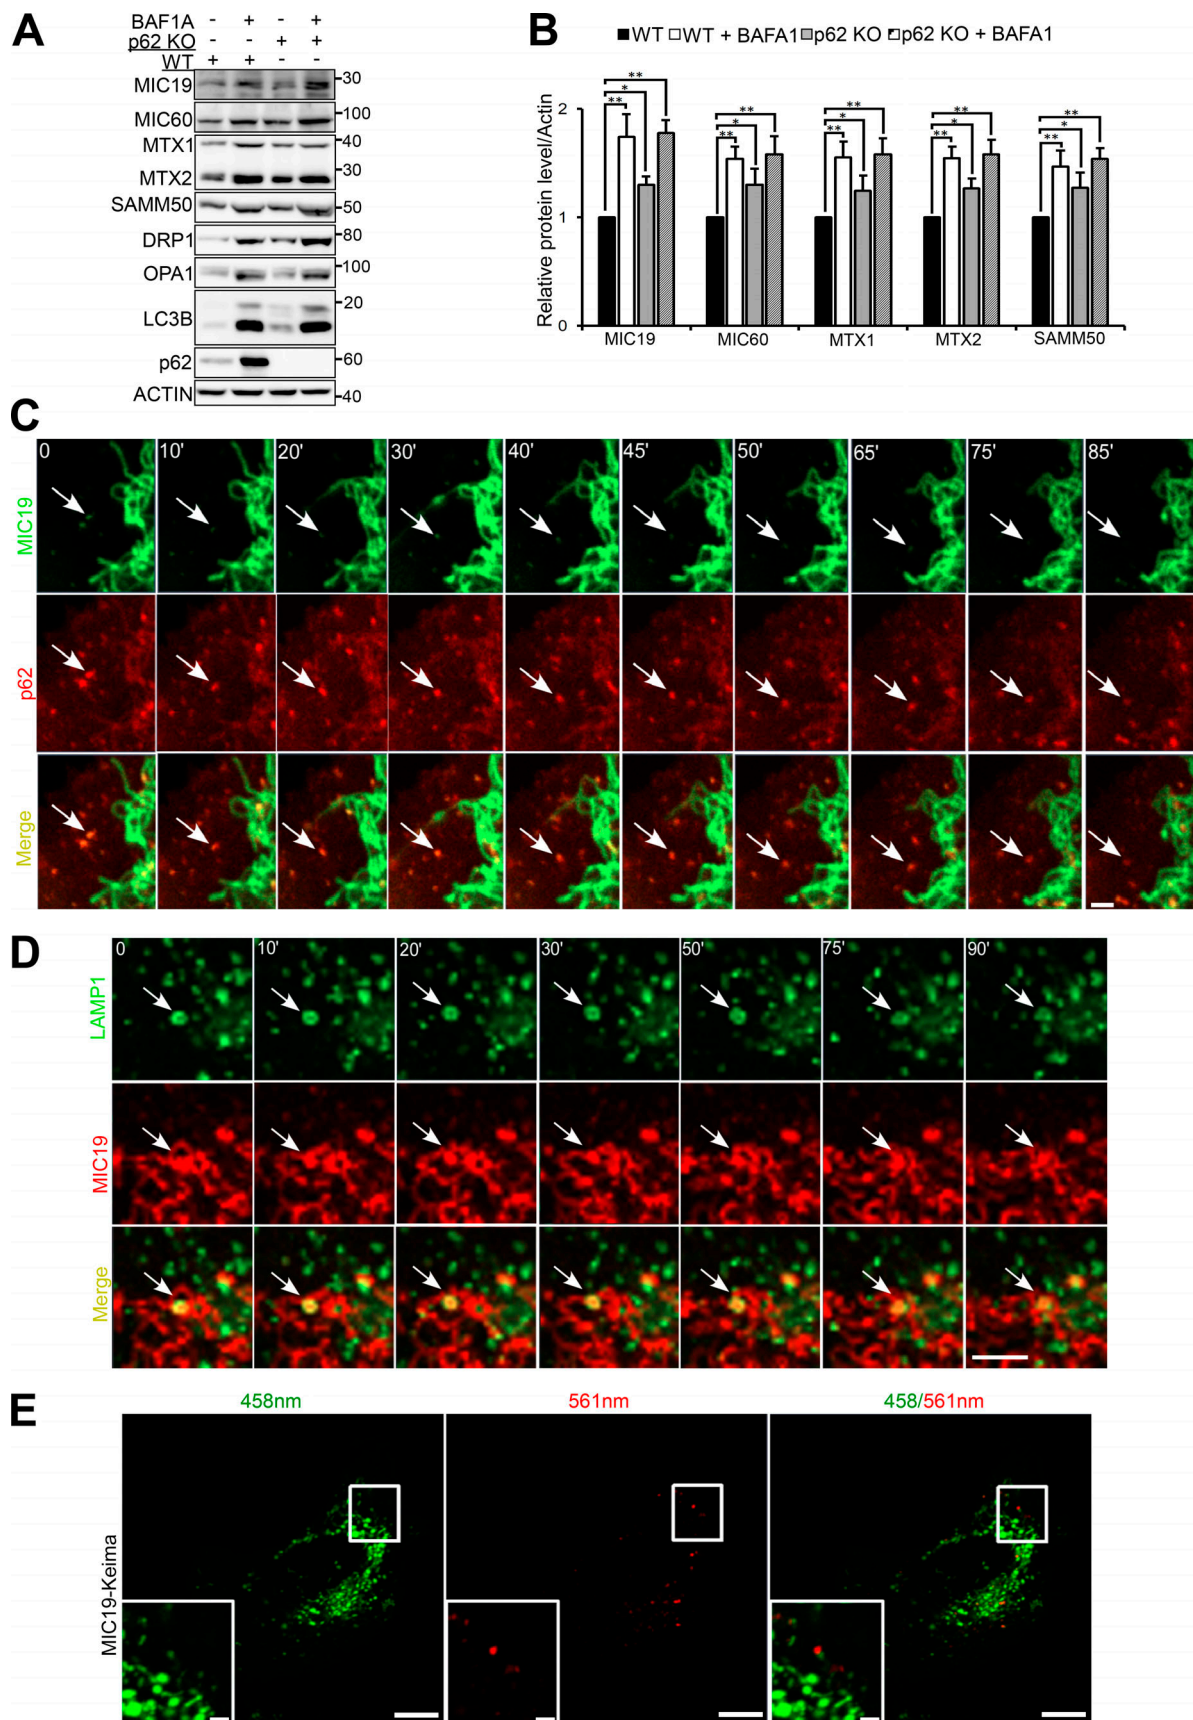 A
BAF1A - + - +
p62 KO - - + +
WT + + - -
MIC19 30
MIC60 100
MTX1 40
MTX2 30
SAMM50 50
DRP1 80
OPA1 100
LC3B 20
p62 60
ACTIN 40
B
WT WT + BAFA1 p62 KO p62 KO + BAFA1
Relative protein level/Actin
2
1
0
** * **
** * **
** * **
** * **
** * **
MIC19 MIC60 MTX1 MTX2 SAMM50
C
0 10' 20' 30' 40' 45' 50' 65' 75' 85'
MIC19
p62
Merge
D
0 10' 20' 30' 50' 75' 90'
LAMP1
MIC19
Merge
E
458nm 561nm 458/561nm
MIC19-Keima